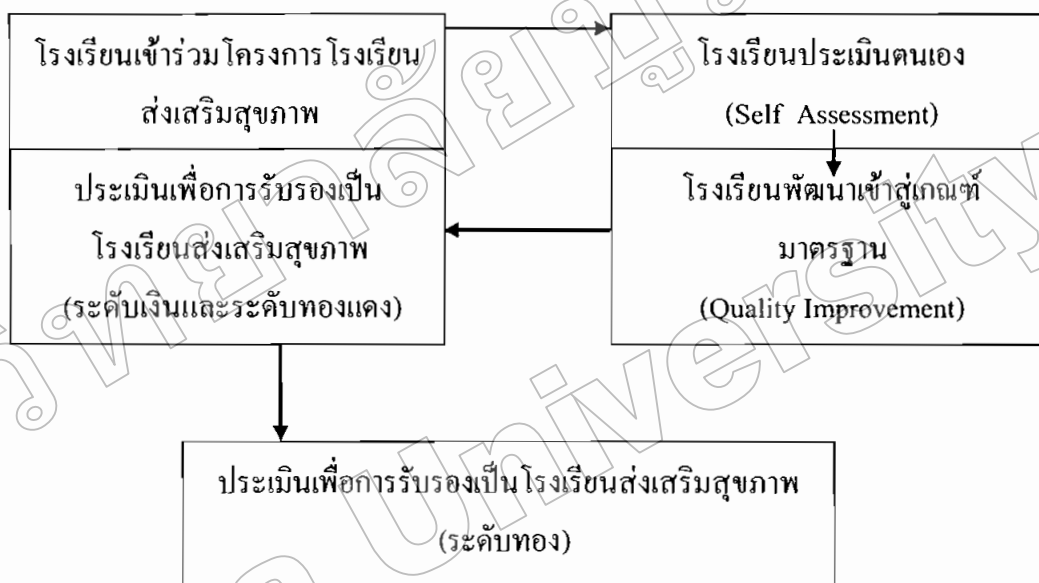 โรงเรียนเข้าร่วมโครงการโรงเรียน
ส่งเสริมสุขภาพ
โรงเรียนประเมินตนเอง
(Self Assessment)
โรงเรียนพัฒนาเข้าสู่เกณฑ์
มาตรฐาน
(Quality Improvement)
ประเมินเพื่อการรับรองเป็น
โรงเรียนส่งเสริมสุขภาพ
(ระดับเงินและระดับทองแดง)
ประเมินเพื่อการรับรองเป็นโรงเรียนส่งเสริมสุขภาพ
(ระดับทอง)
University